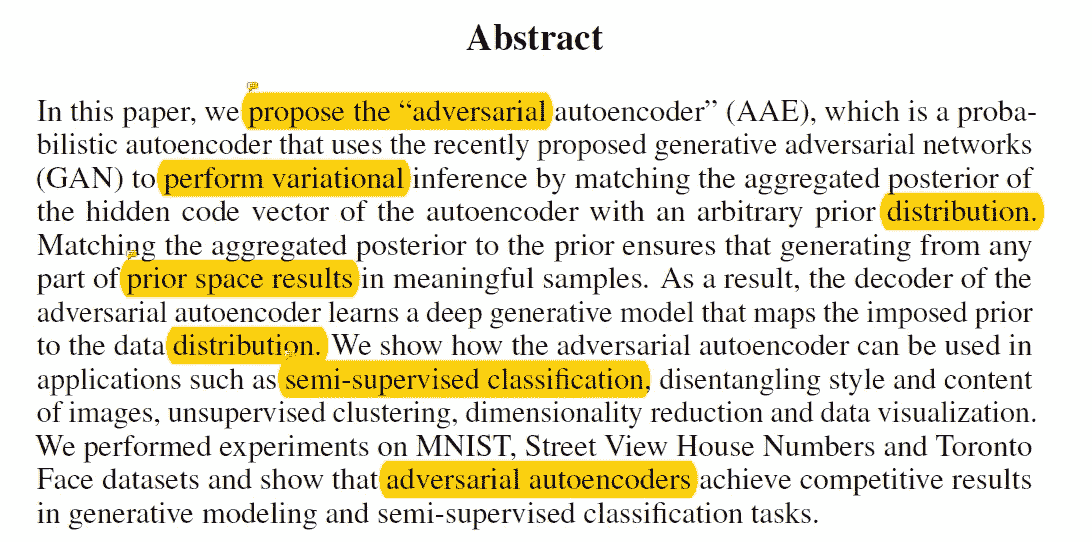 Abstract
In this paper, we propose the “adversarial autoencoder” (AAE), which is a proba-
bilistic autoencoder that uses the recently proposed generative adversarial networks
(GAN) to perform variational inference by matching the aggregated posterior of
the hidden code vector of the autoencoder with an arbitrary prior distribution.
Matching the aggregated posterior to the prior ensures that generating from any
part of prior space results in meaningful samples. As a result, the decoder of the
adversarial autoencoder learns a deep generative model that maps the imposed prior
to the data distribution. We show how the adversarial autoencoder can be used in
applications such as semi-supervised classification, disentangling style and content
of images, unsupervised clustering, dimensionality reduction and data visualization.
We performed experiments on MNIST, Street View House Numbers and Toronto
Face datasets and show that adversarial autoencoders achieve competitive results
in generative modeling and semi-supervised classification tasks.